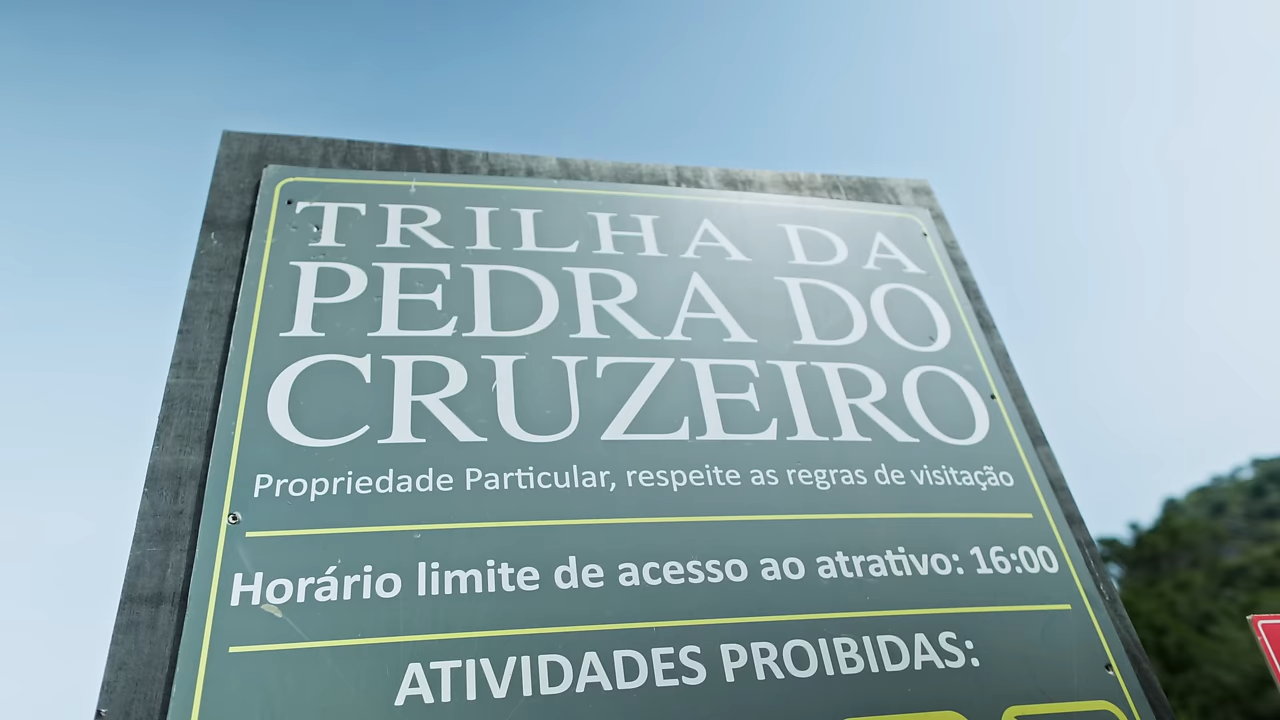 TRILHA DA
PEDRA DO
CRUZEIRO
Propriedade Particular, respeite as regras de visitação
Horário limite de acesso ao atrativo: 16:00
ATIVIDADES PROIBIDAS: